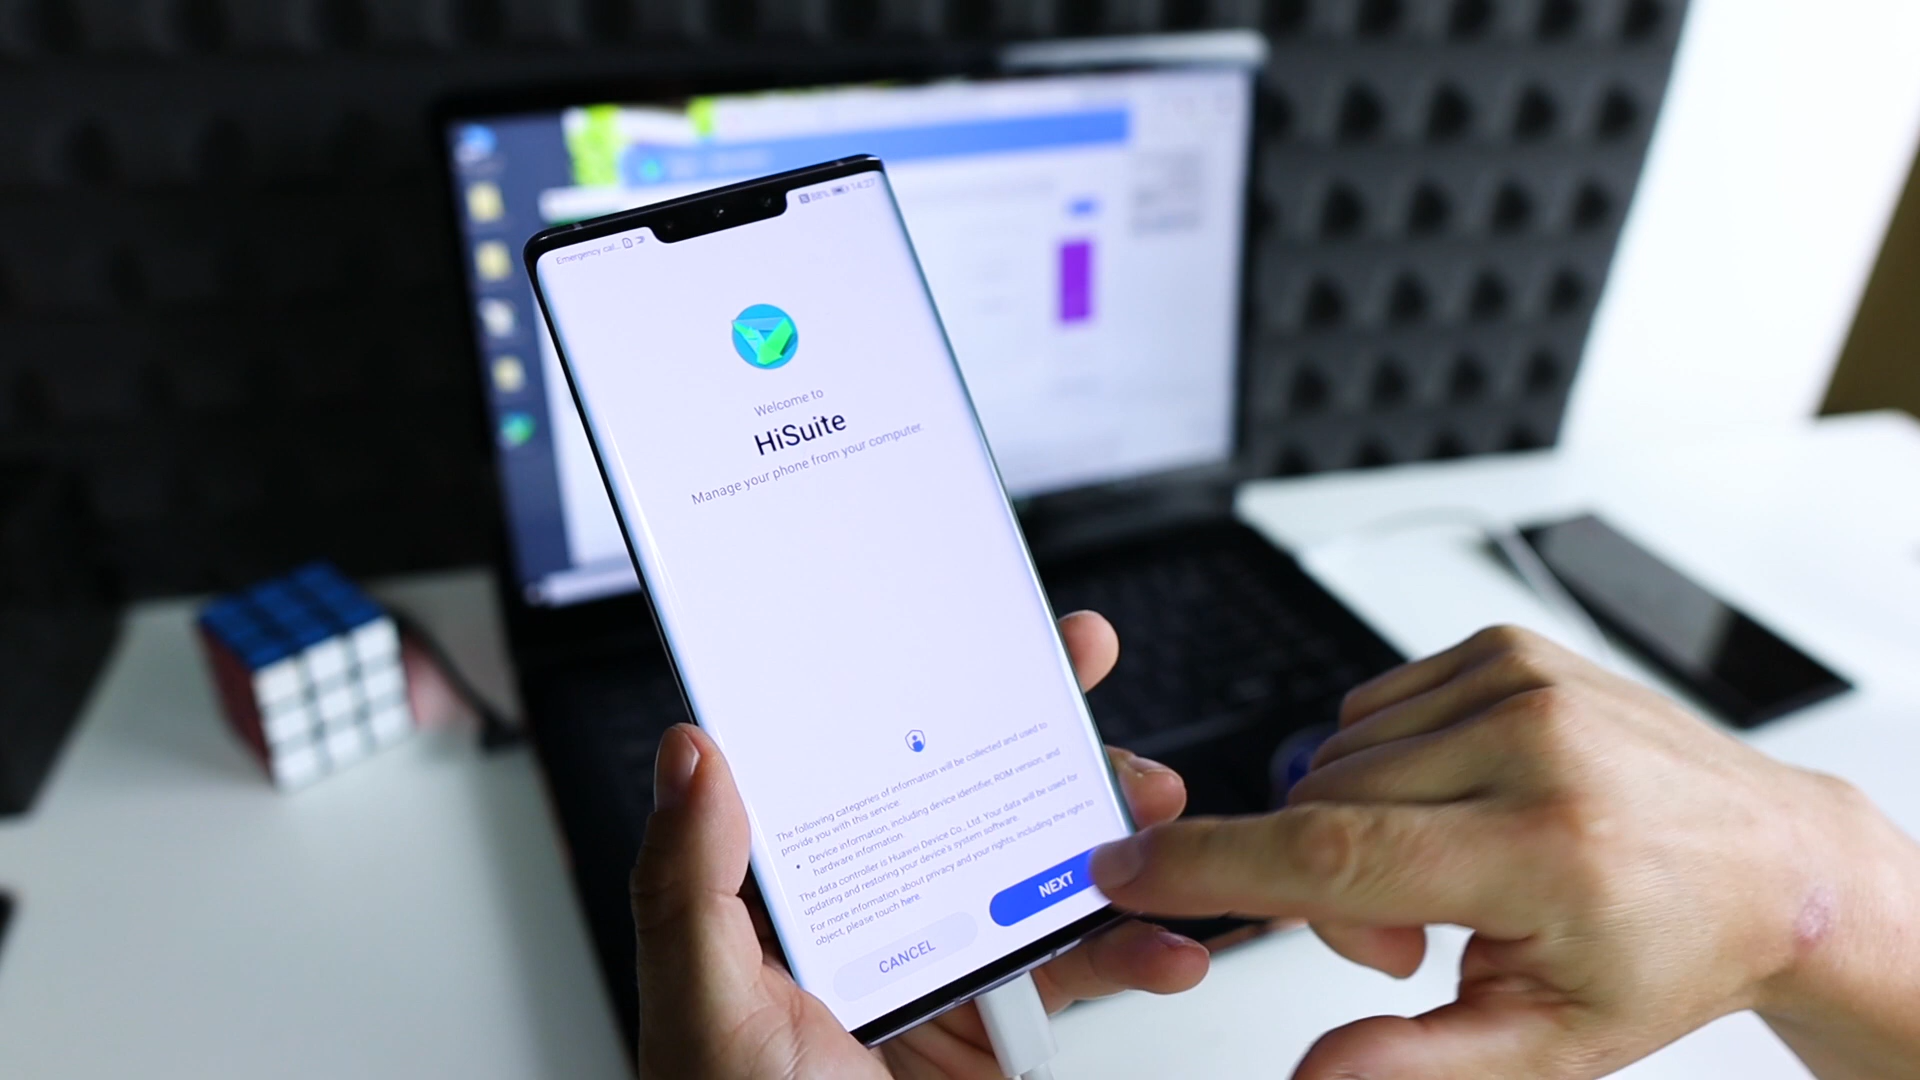 Emergency cal...
88% 14:27
Welcome to
HiSuite
Manage your phone from your computer.
The following categories of information will be collected and used to
provide you with this service:
• Device information, including device identifier, ROM version, and
hardware information.
The data controller is Huawei Device Co., Ltd. Your data will be used for
updating and restoring your device's system software.
For more information about privacy and your rights, including the right to
object, please touch here.
CANCEL
NEXT